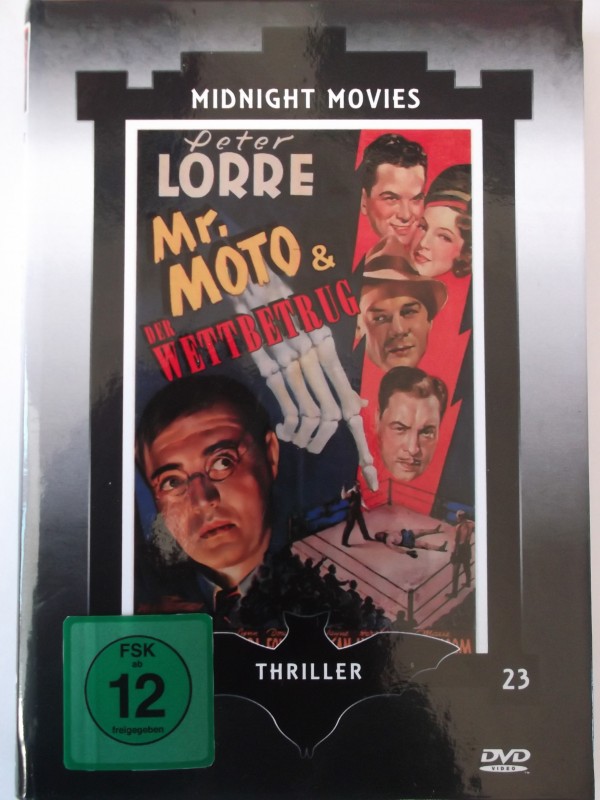 MIDNIGHT MOVIES
Peter
LORRE
Mr.
MOTO &
DER
WETTBETRUG
FSK
ab
12
freigegeben
THRILLER
23
DVD
VIDEO